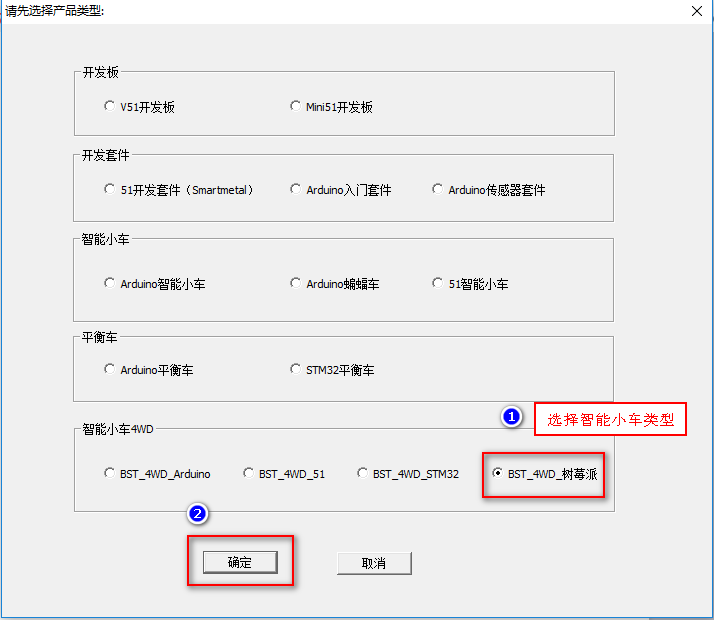 请先选择产品类型:
开发板
V51开发板 Mini51开发板
开发套件
51开发套件（Smartmetal） Arduino入门套件 Arduino传感器套件
智能小车
Arduino智能小车 Arduino蝙蝠车 51智能小车
平衡车
Arduino平衡车 STM32平衡车
1 选择智能小车类型
智能小车4WD
BST_4WD_Arduino BST_4WD_51 BST_4WD_STM32 BST_4WD_树莓派
2
确定 取消